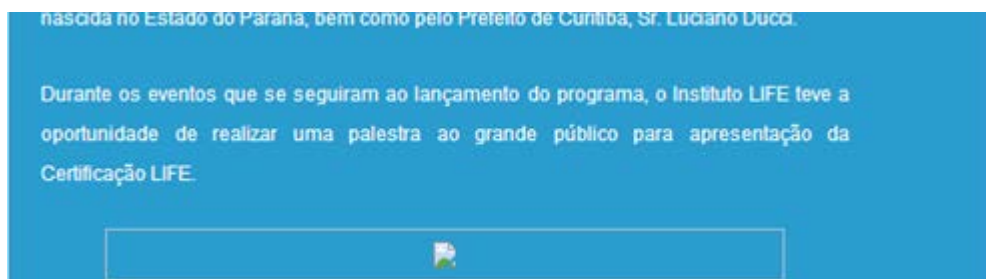 nascida no Estado do Paraná, bem como pelo Prefeito de Curitiba, Sr. Luciano Ducci.
Durante os eventos que se seguiram ao lançamento do programa, o Instituto LIFE teve a
oportunidade de realizar uma palestra ao grande público para apresentação da
Certificação LIFE.